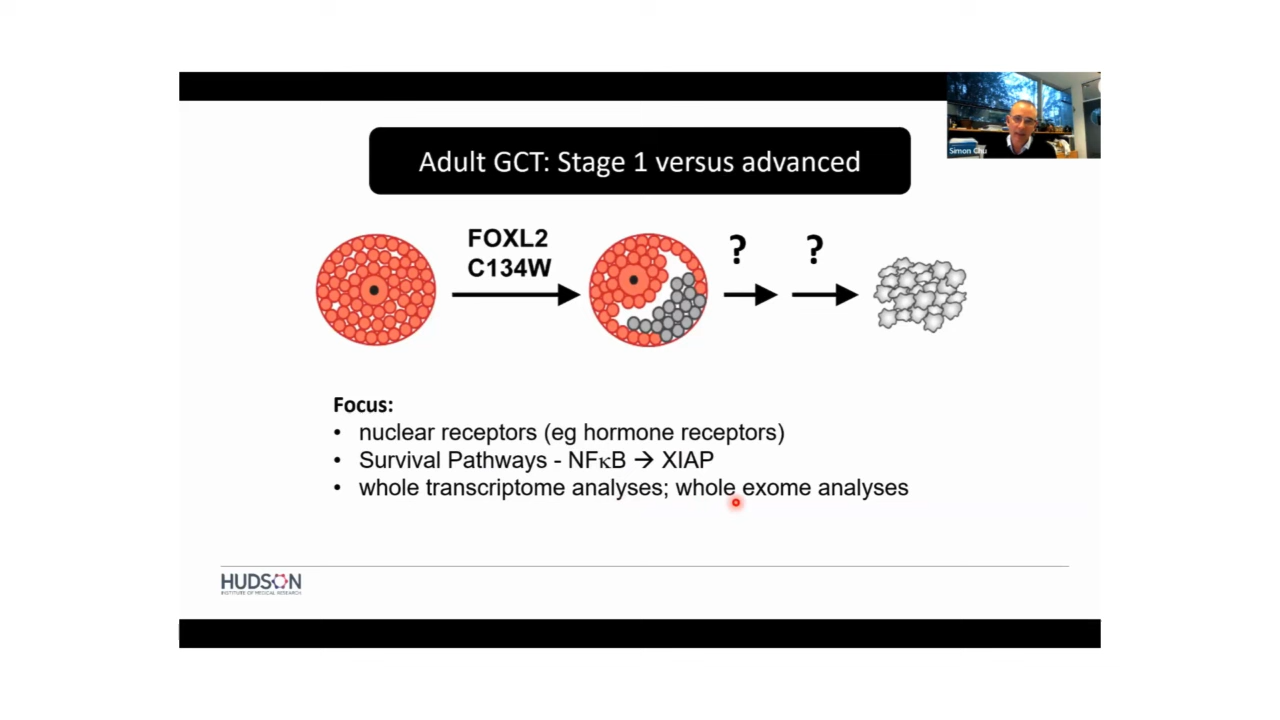 Simon Chu
Adult GCT: Stage 1 versus advanced
FOXL2
C134W
? ?
Focus:
• nuclear receptors (eg hormone receptors)
• Survival Pathways - NFκB → XIAP
• whole transcriptome analyses; whole exome analyses
HUDSON
INSTITUTE OF MEDICAL RESEARCH